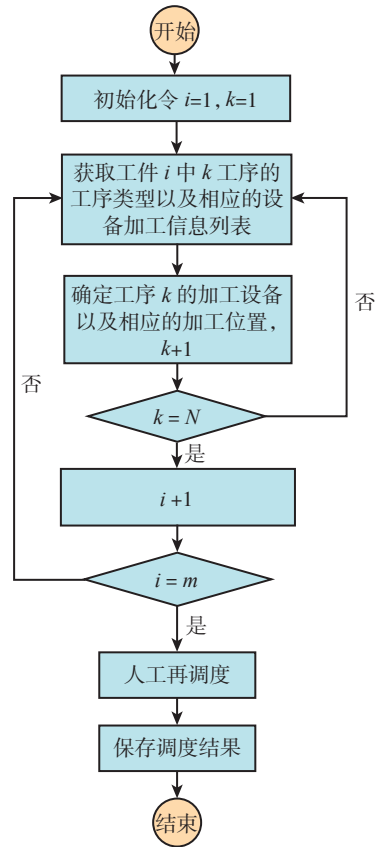 开始
初始化令 i=1, k=1
获取工件 i 中 k 工序的
工序类型以及相应的设
备加工信息列表
确定工序 k 的加工设备
以及相应的加工位置,
k+1
否
否
k = N
是
i +1
i = m
是
人工再调度
保存调度结果
结束